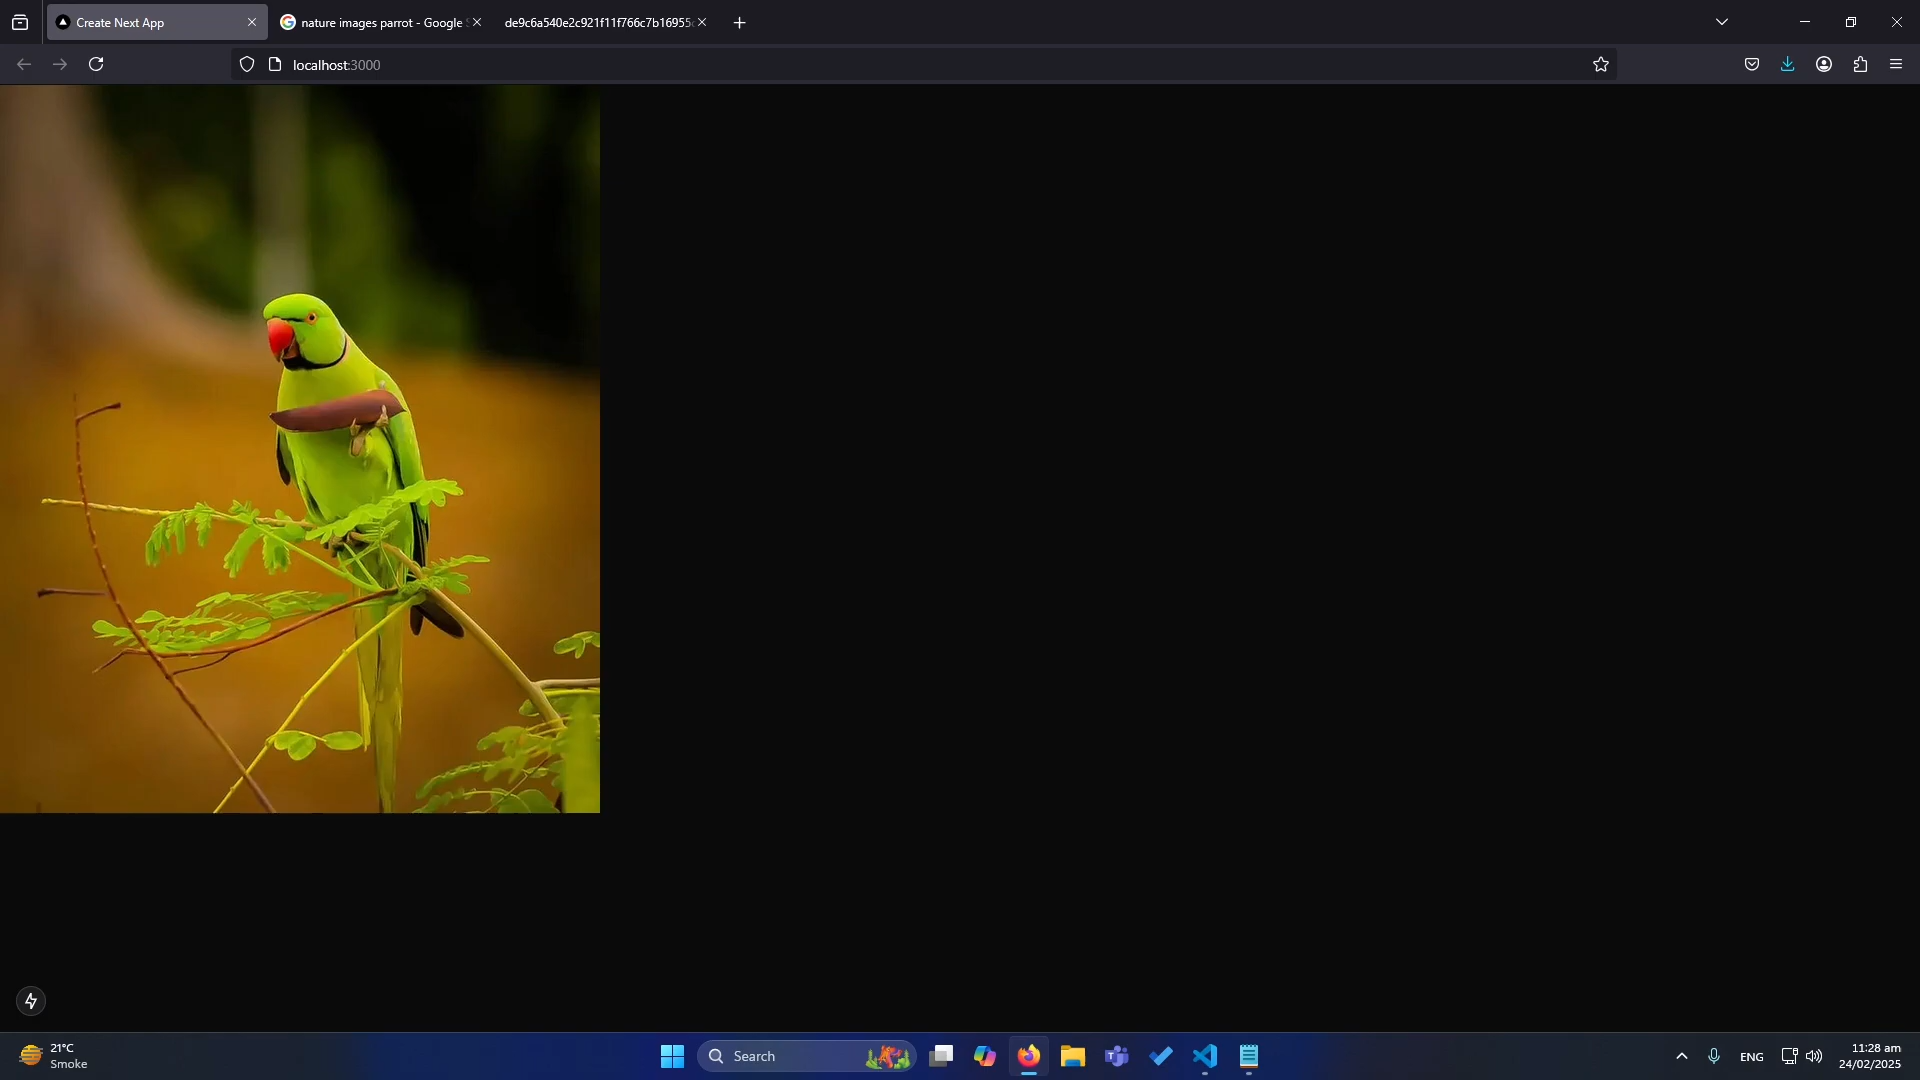 Create Next App
nature images parrot - Google
de9c6a540e2c921f11f766c7b16955
localhost:3000
21°C
Smoke
Search
ENG
11:28 am
24/02/2025